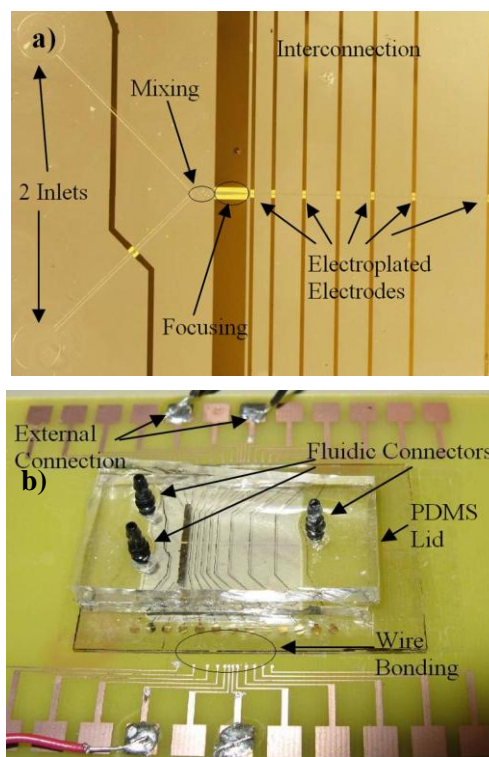 a)
Interconnection
Mixing
2 Inlets
Electroplated
Electrodes
Focusing
External
Connection
Fluidic Connectors
b)
PDMS
Lid
Wire
Bonding